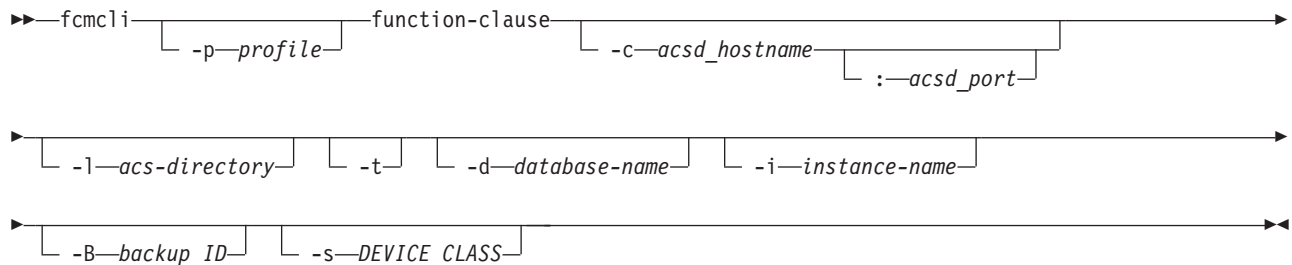 fcmcli -p profile function-clause -c acsd_hostname : acsd_port
-l acs-directory -t -d database-name -i instance-name
-B backup ID -s DEVICE CLASS